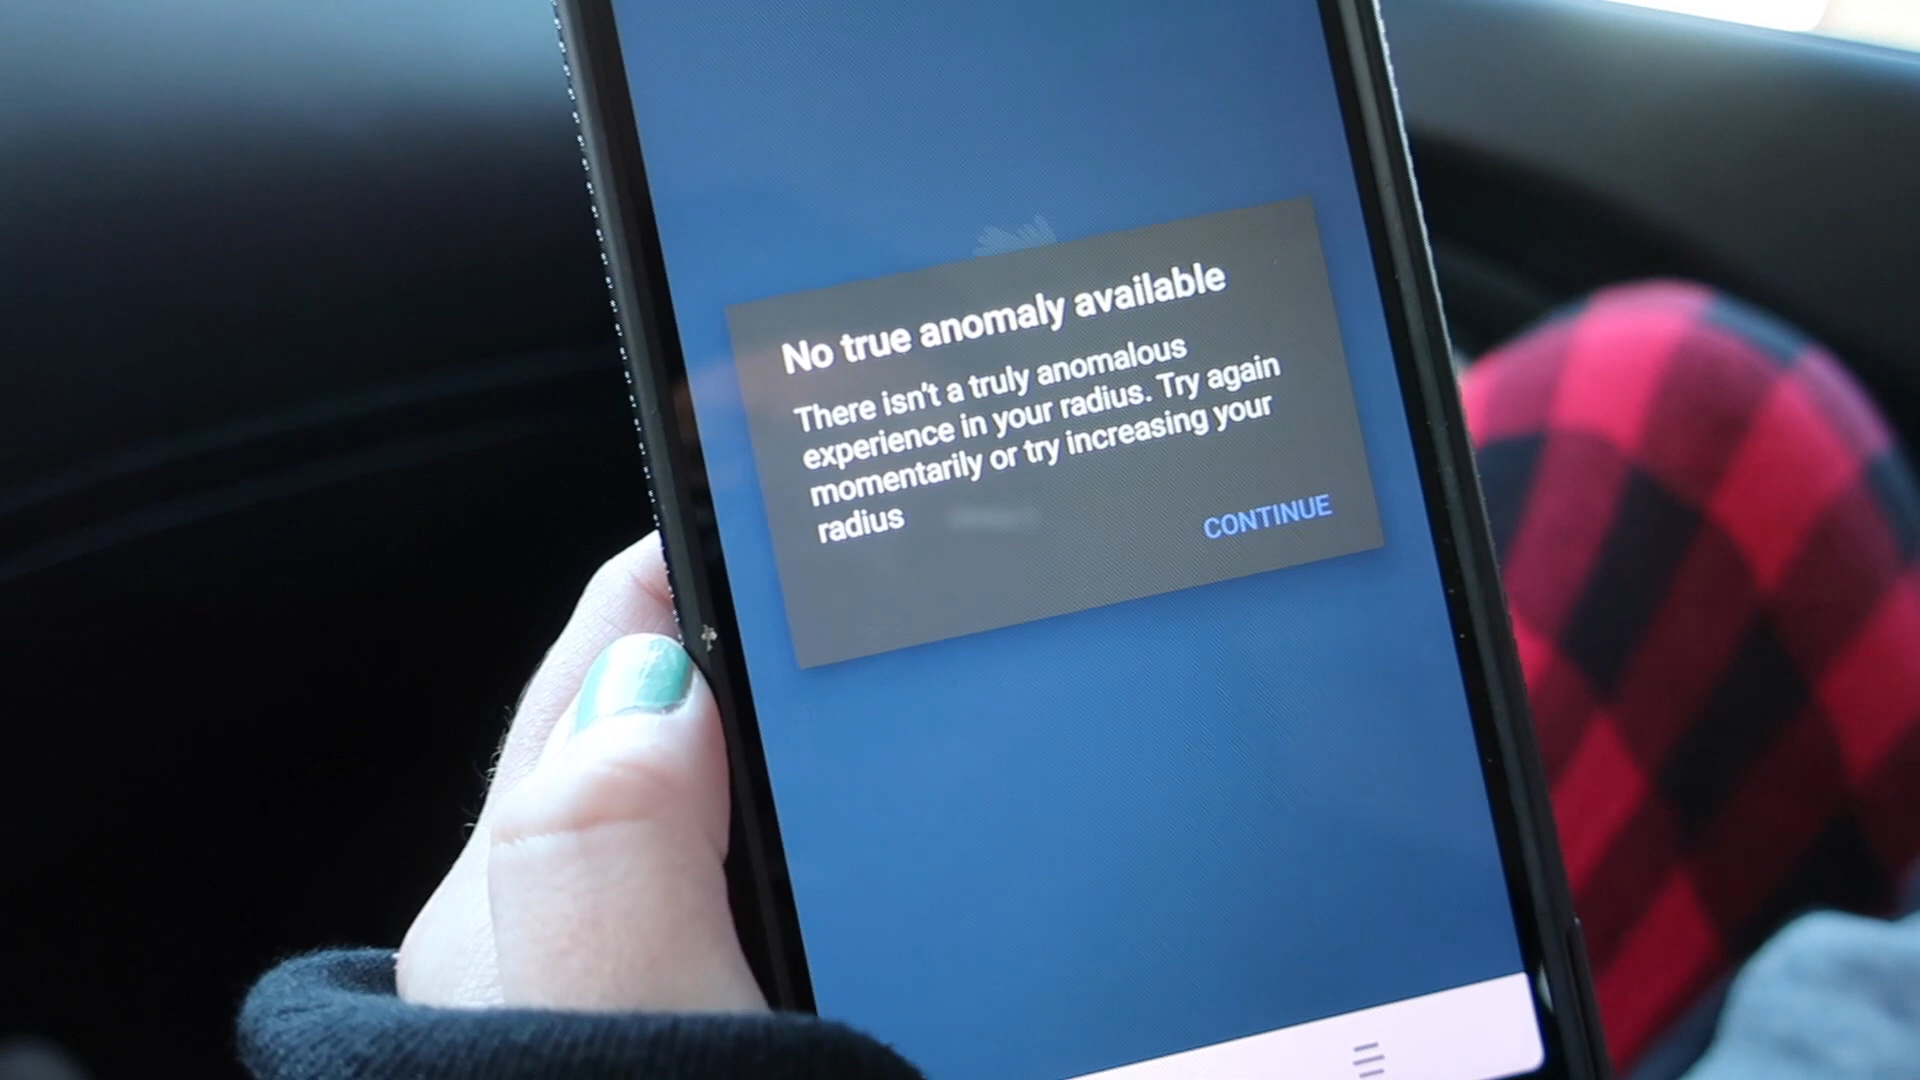 No true anomaly available
There isn't a truly anomalous
experience in your radius. Try again
momentarily or try increasing your
radius
CONTINUE